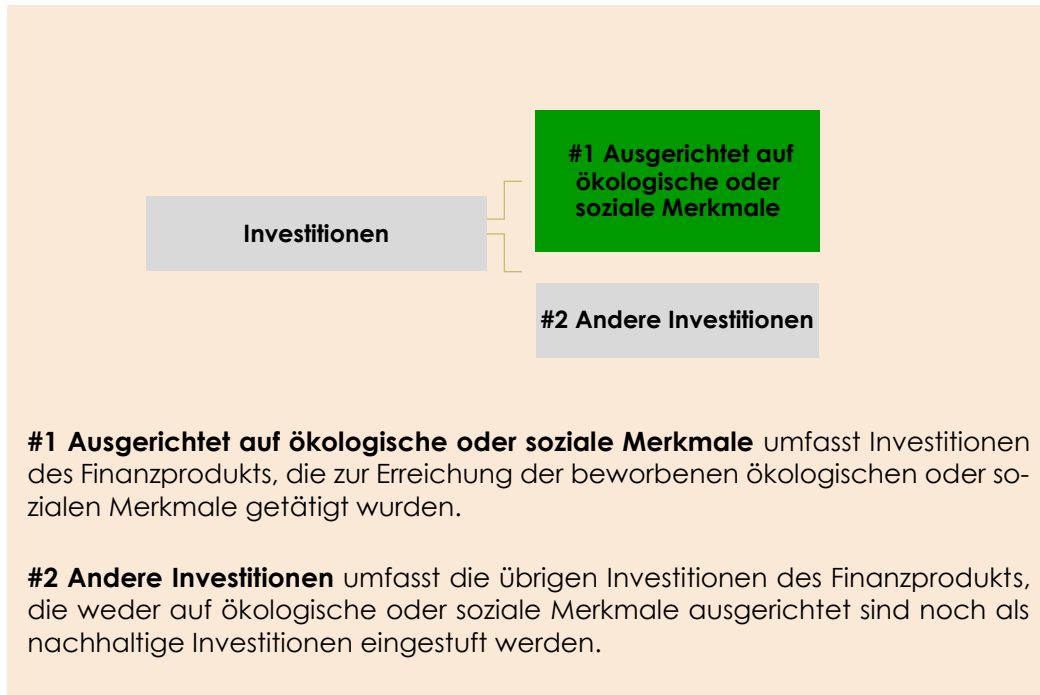 #1 Ausgerichtet auf
ökologische oder
soziale Merkmale
Investitionen
#2 Andere Investitionen
#1 Ausgerichtet auf ökologische oder soziale Merkmale umfasst Investitionen
des Finanzprodukts, die zur Erreichung der beworbenen ökologischen oder so-
zialen Merkmale getätigt wurden.
#2 Andere Investitionen umfasst die übrigen Investitionen des Finanzprodukts,
die weder auf ökologische oder soziale Merkmale ausgerichtet sind noch als
nachhaltige Investitionen eingestuft werden.